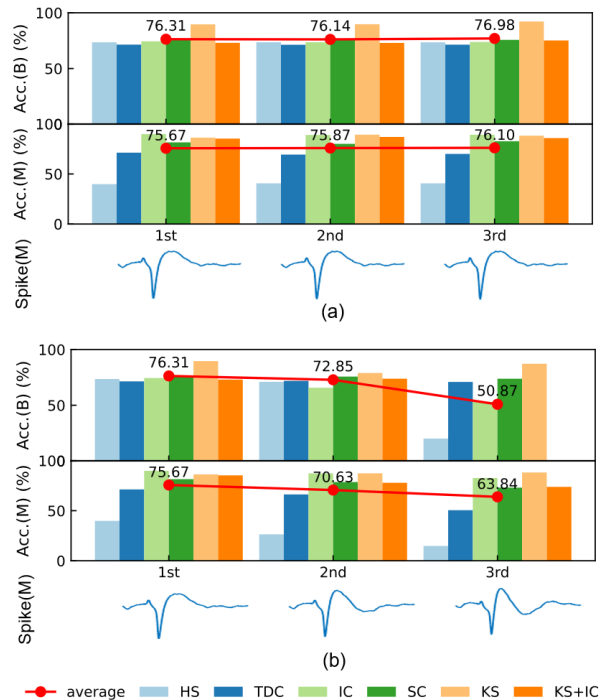 100
Acc.(B) (%)
50
76.31 76.14 76.98
0
100
Acc.(M) (%)
50
0
75.67 75.87 76.10
1st 2nd 3rd
Spike(M)
(a)
100
Acc.(B) (%)
50
76.31 72.85 50.87
0
100
Acc.(M) (%)
50
0
75.67 70.63 63.84
1st 2nd 3rd
Spike(M)
(b)
average HS TDC IC SC KS KS+IC